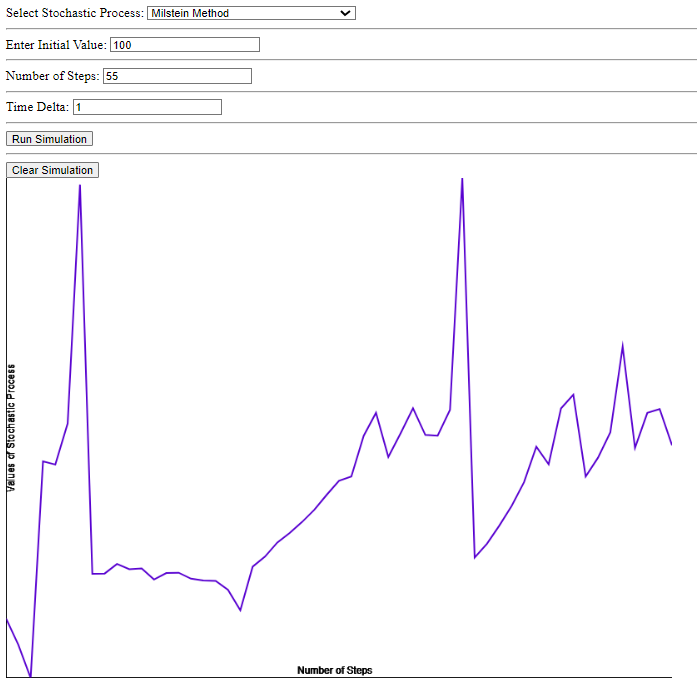 Select Stochastic Process: Milstein Method
Enter Initial Value: 100
Number of Steps: 55
Time Delta: 1
Run Simulation
Clear Simulation
Values of Stochastic Process
Number of Steps